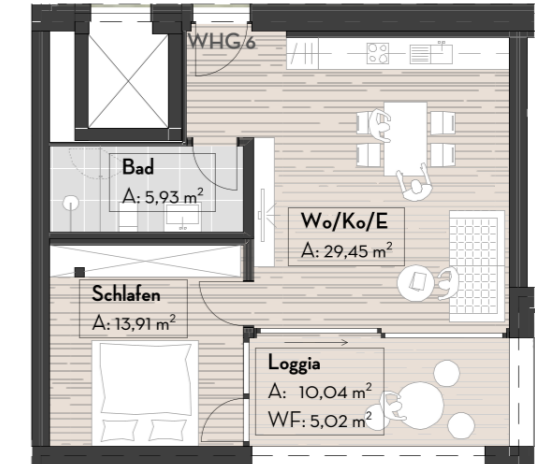 WHG 6
Bad
A: 5,93 m²
Wo/Ko/E
A: 29,45 m²
Schlafen
A: 13,91 m²
Loggia
A: 10,04 m²
WF: 5,02 m²